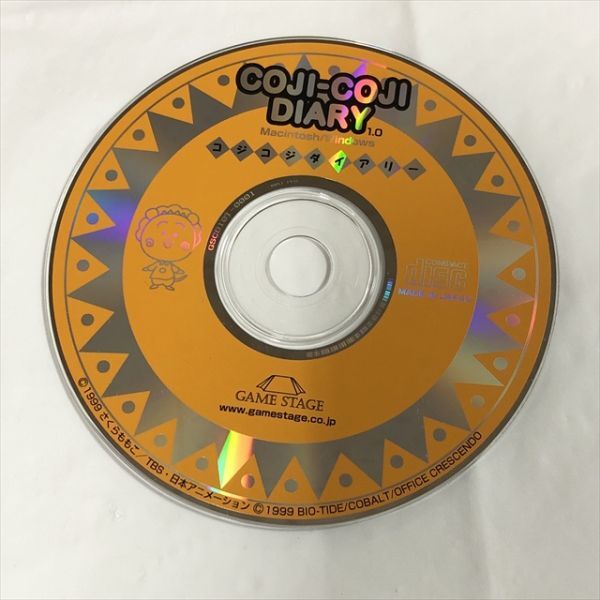 COJI-COJI
DIARY
1.0
Macintosh/Windows
コジコジダイアリー
COMPACT
disc
MADE IN JAPAN
GAME STAGE
www.gamestage.co.jp
©1999 さくらももこ/TBS・日本アニメーション ©1999 BIO-TIDE/COBALT/OFFICE CRESCENDO